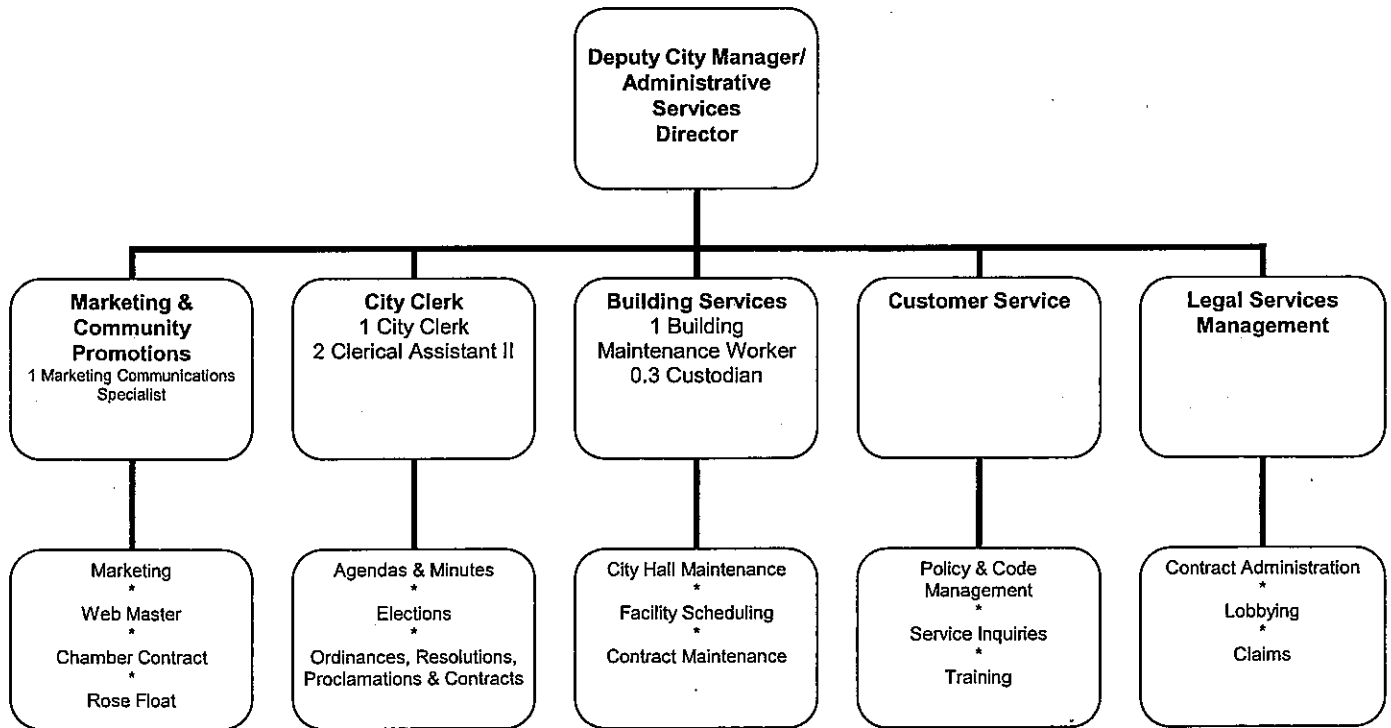 Deputy City Manager/
Administrative
Services
Director
Marketing &
Community
Promotions
1 Marketing Communications
Specialist
City Clerk
1 City Clerk
2 Clerical Assistant II
Building Services
1 Building
Maintenance Worker
0.3 Custodian
Customer Service
Legal Services
Management
Marketing
*
Web Master
*
Chamber Contract
*
Rose Float
Agendas & Minutes
*
Elections
*
Ordinances, Resolutions,
Proclamations & Contracts
City Hall Maintenance
*
Facility Scheduling
*
Contract Maintenance
Policy & Code
Management
*
Service Inquiries
*
Training
Contract Administration
*
Lobbying
*
Claims